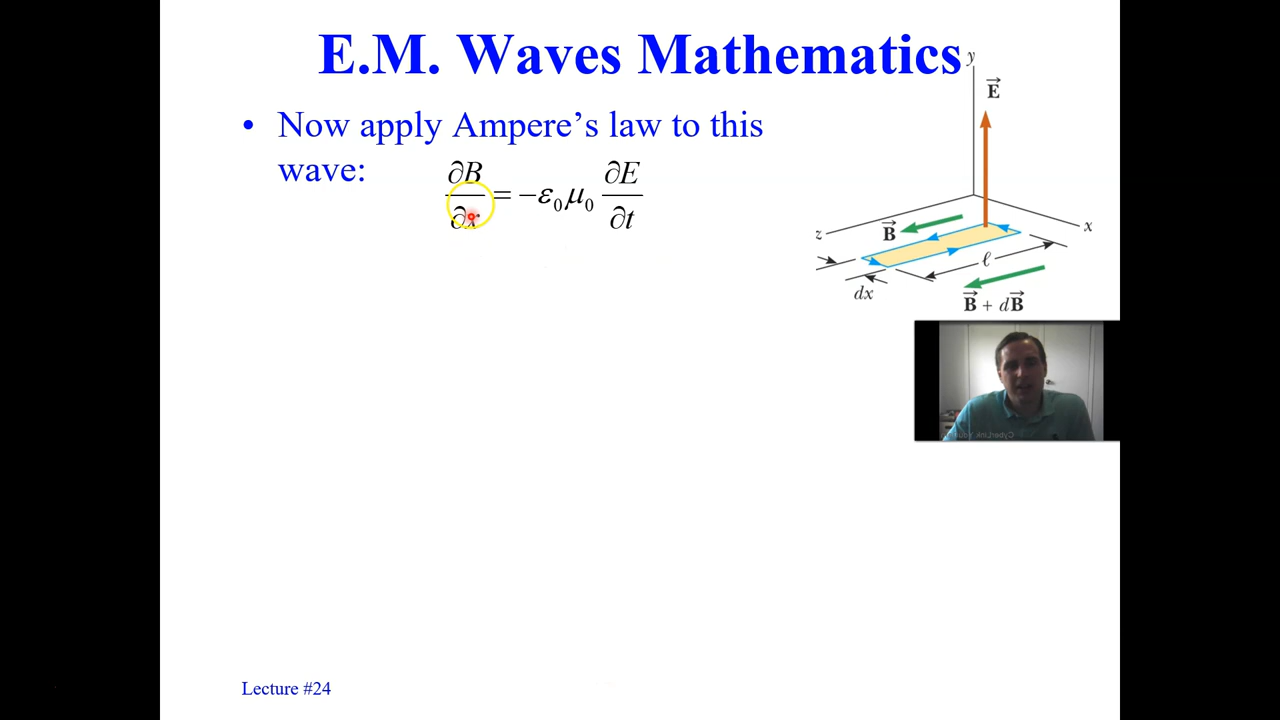 E.M. Waves Mathematics
• Now apply Ampere's law to this
wave:
∂B/∂x = −ε₀μ₀ ∂E/∂t
y
E⃗
x
z
B⃗
ℓ
dx
B⃗ + dB⃗
Lecture #24